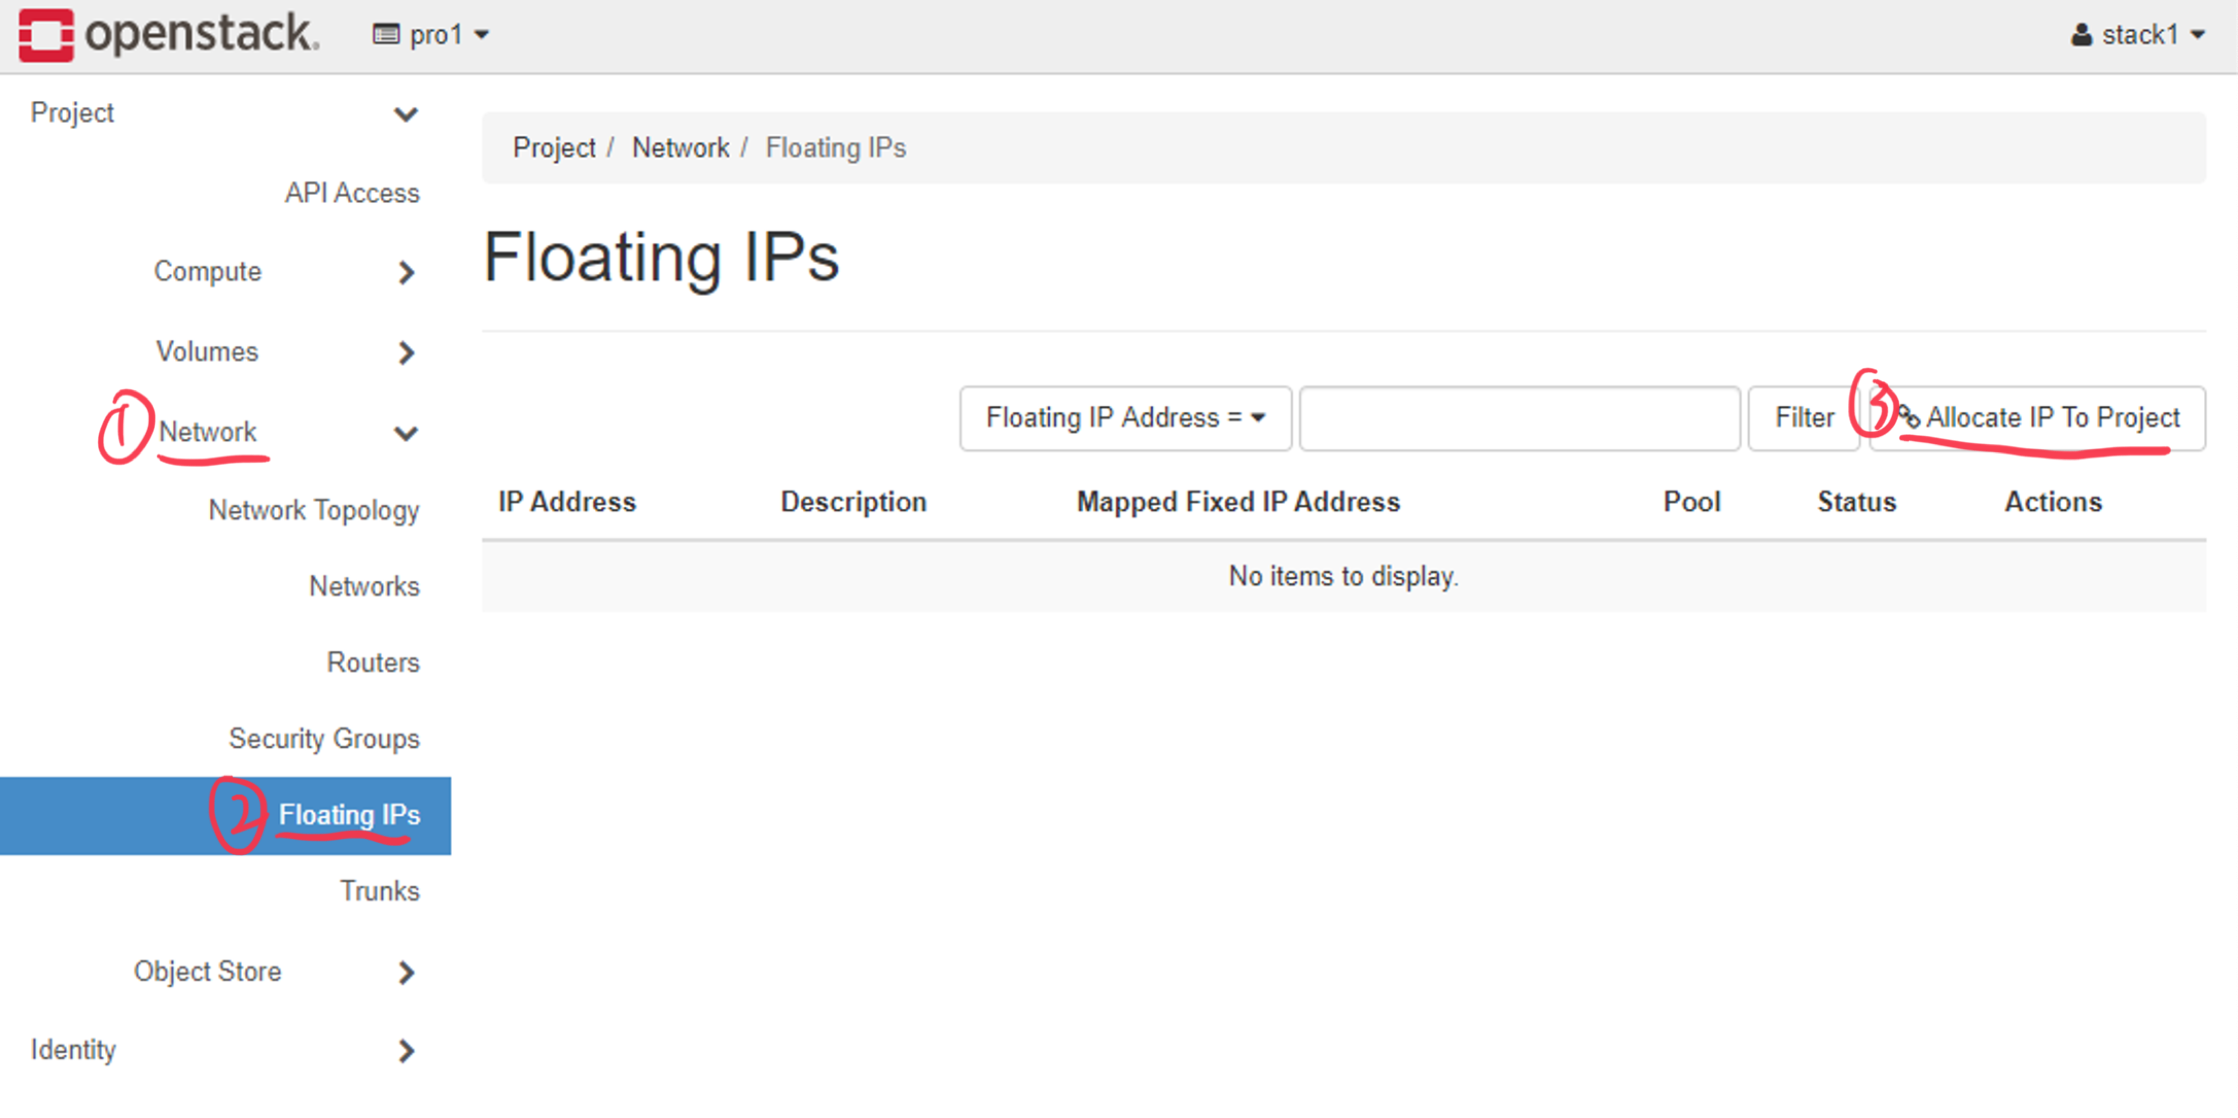 openstack.
pro1
stack1
Project
API Access
Compute
Volumes
① Network
Network Topology
Networks
Routers
Security Groups
② Floating IPs
Trunks
Object Store
Identity
Project / Network / Floating IPs
Floating IPs
Floating IP Address =
Filter
③ Allocate IP To Project
IP Address Description Mapped Fixed IP Address Pool Status Actions
No items to display.